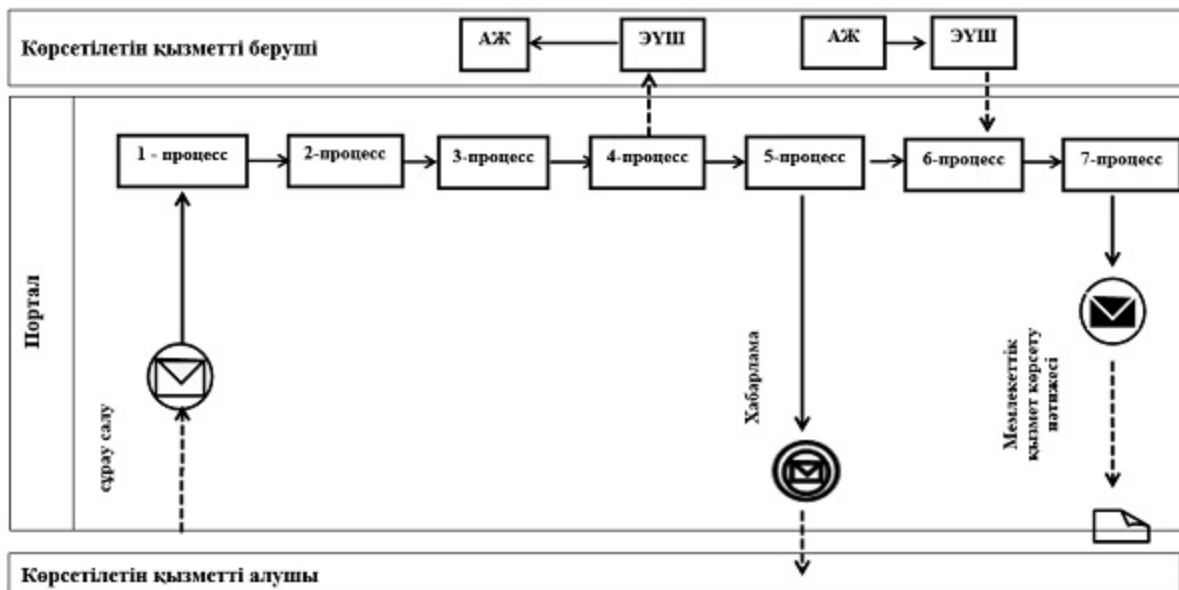 Көрсетілетін қызметті беруші
АЖ
ЭҮШ
АЖ
ЭҮШ
Портал
1 - процесс
2-процесс
3-процесс
4-процесс
5-процесс
6-процесс
7-процесс
сұрау салу
Хабарлама
Мемлекеттік
қызмет көрсету
нәтижесі
Көрсетілетін қызметті алушы